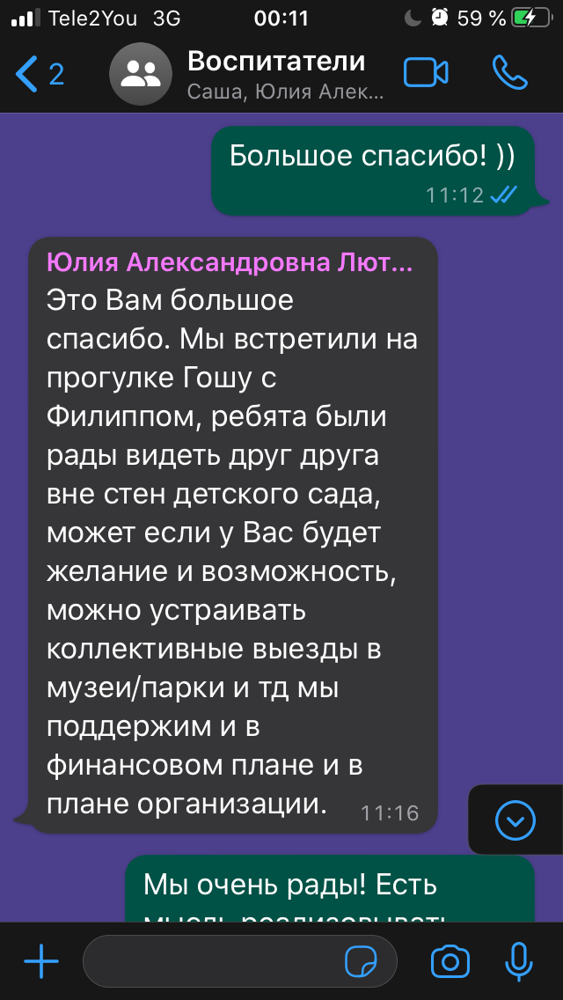 Tele2You 3G 00:11 59 %
2 Воспитатели
Саша, Юлия Алек...
Большое спасибо! ))
11:12
Юлия Александровна Лют...
Это Вам большое
спасибо. Мы встретили на
прогулке Гошу с
Филиппом, ребята были
рады видеть друг друга
вне стен детского сада,
может если у Вас будет
желание и возможность,
можно устраивать
коллективные выезды в
музеи/парки и тд мы
поддержим и в
финансовом плане и в
плане организации.
11:16
Мы очень рады! Есть
мысль реализовывать